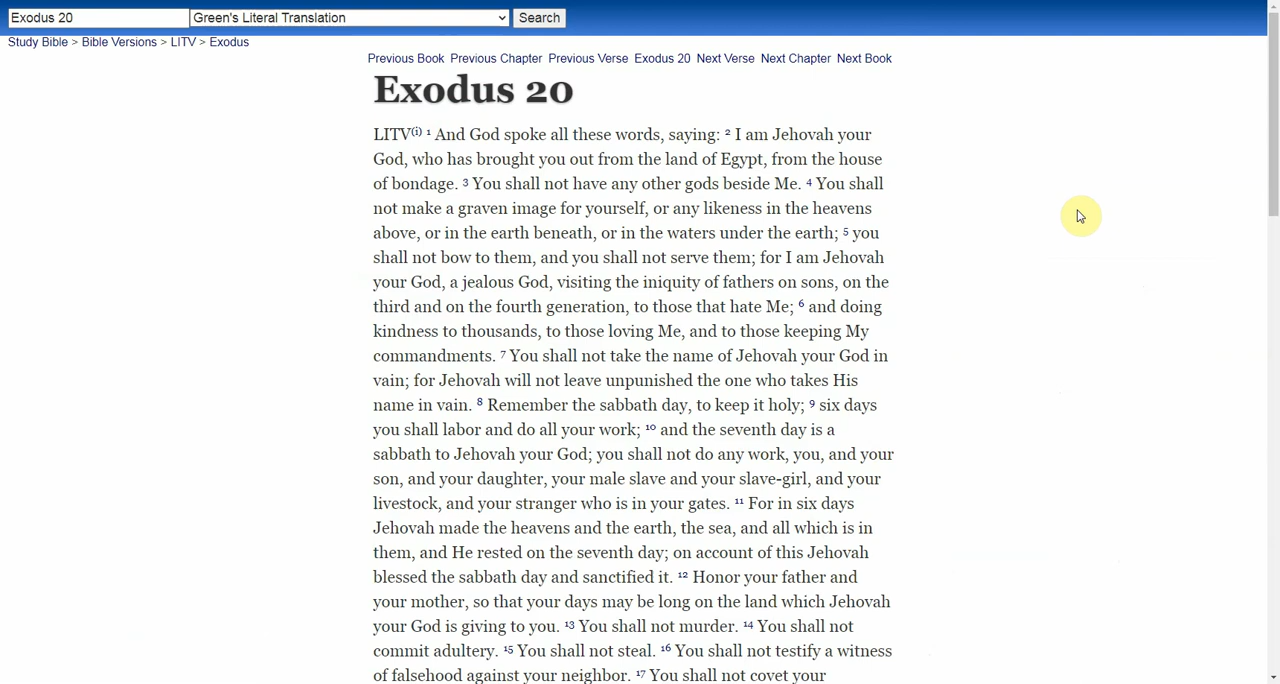 Exodus 20 Green's Literal Translation Search
Study Bible > Bible Versions > LITV > Exodus
Previous Book Previous Chapter Previous Verse Exodus 20 Next Verse Next Chapter Next Book
Exodus 20
LITV(i) 1 And God spoke all these words, saying: 2 I am Jehovah your
God, who has brought you out from the land of Egypt, from the house
of bondage. 3 You shall not have any other gods beside Me. 4 You shall
not make a graven image for yourself, or any likeness in the heavens
above, or in the earth beneath, or in the waters under the earth; 5 you
shall not bow to them, and you shall not serve them; for I am Jehovah
your God, a jealous God, visiting the iniquity of fathers on sons, on the
third and on the fourth generation, to those that hate Me; 6 and doing
kindness to thousands, to those loving Me, and to those keeping My
commandments. 7 You shall not take the name of Jehovah your God in
vain; for Jehovah will not leave unpunished the one who takes His
name in vain. 8 Remember the sabbath day, to keep it holy; 9 six days
you shall labor and do all your work; 10 and the seventh day is a
sabbath to Jehovah your God; you shall not do any work, you, and your
son, and your daughter, your male slave and your slave-girl, and your
livestock, and your stranger who is in your gates. 11 For in six days
Jehovah made the heavens and the earth, the sea, and all which is in
them, and He rested on the seventh day; on account of this Jehovah
blessed the sabbath day and sanctified it. 12 Honor your father and
your mother, so that your days may be long on the land which Jehovah
your God is giving to you. 13 You shall not murder. 14 You shall not
commit adultery. 15 You shall not steal. 16 You shall not testify a witness
of falsehood against your neighbor. 17 You shall not covet your